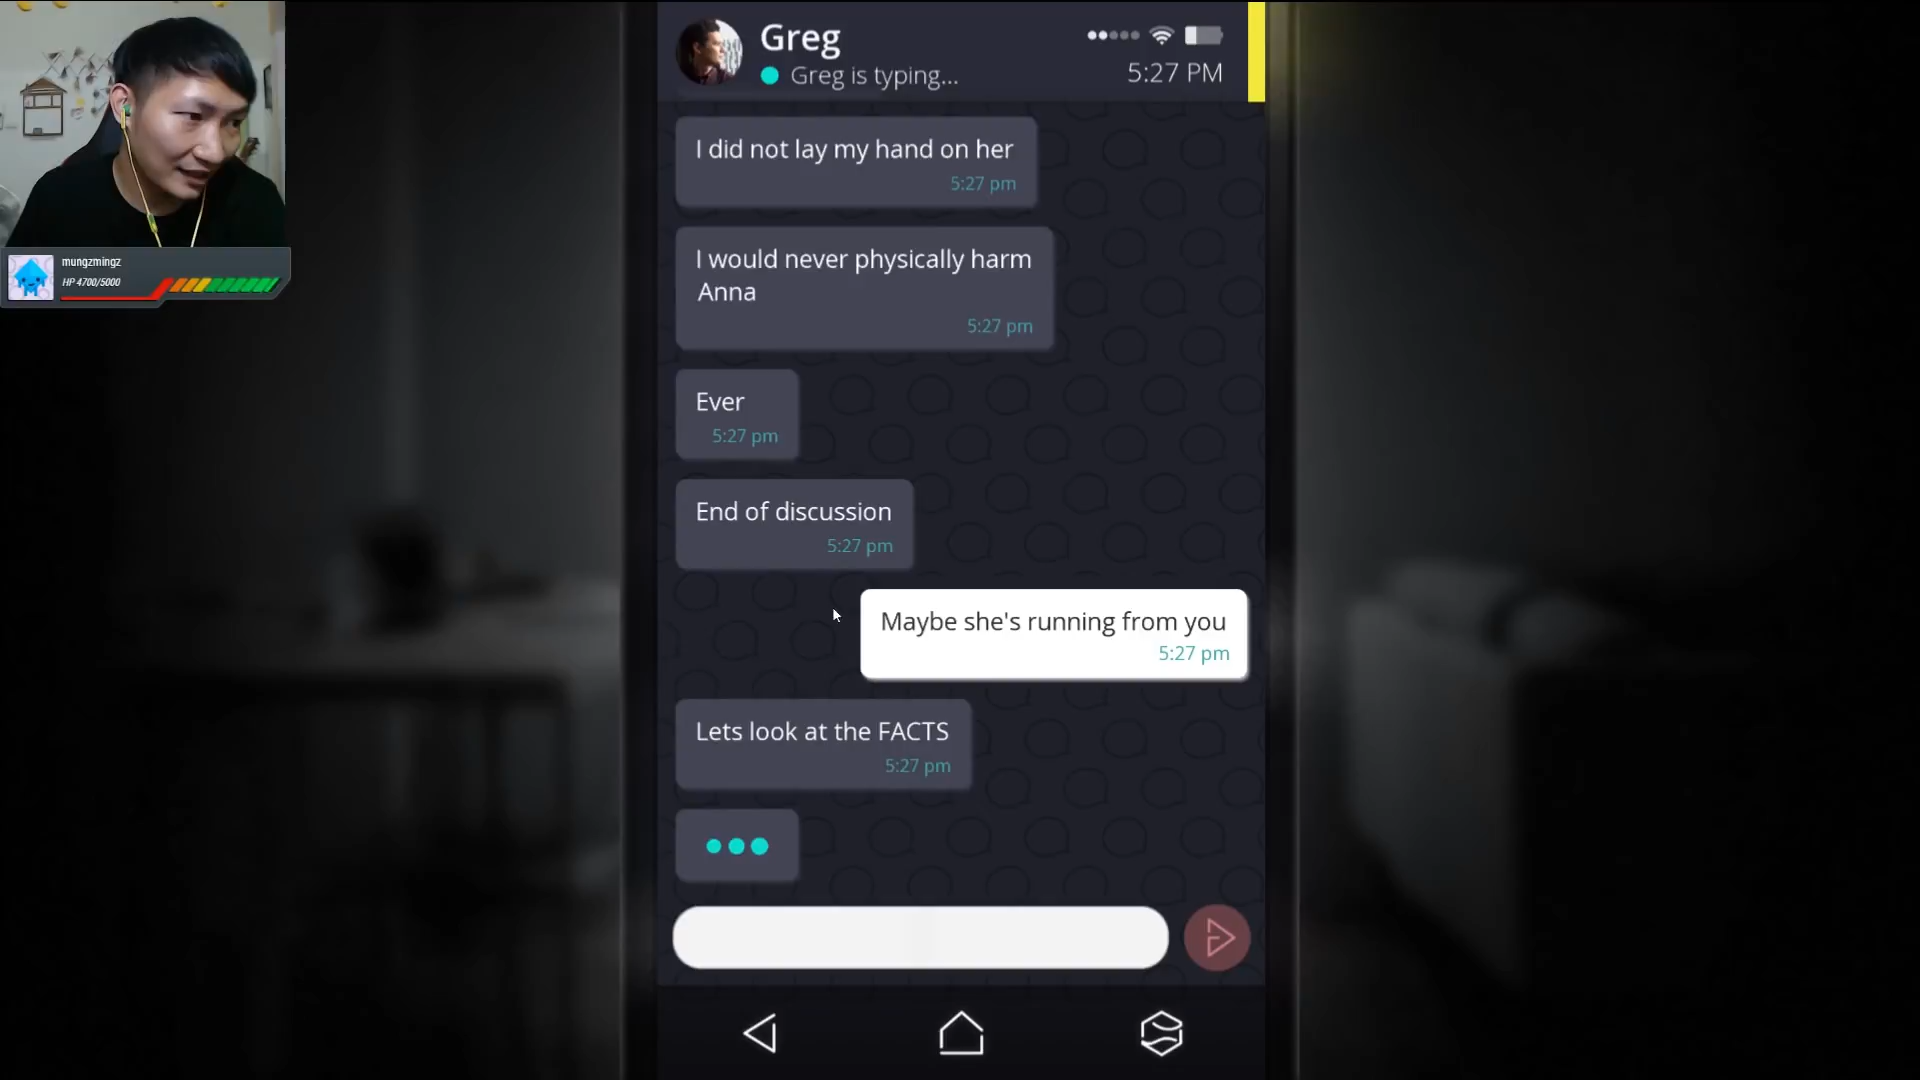 mungzmingz
HP 4700/5000
Greg
Greg is typing...
5:27 PM
I did not lay my hand on her
5:27 pm
I would never physically harm
Anna
5:27 pm
Ever
5:27 pm
End of discussion
5:27 pm
Maybe she's running from you
5:27 pm
Lets look at the FACTS
5:27 pm